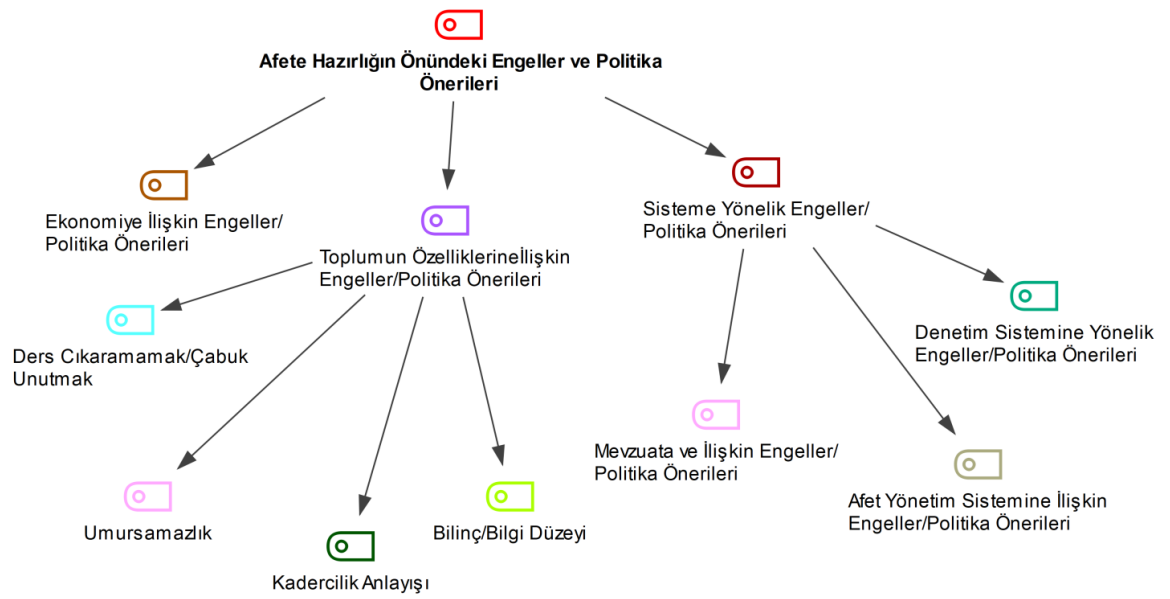 Afete Hazırlığın Önündeki Engeller ve Politika
Önerileri
Ekonomiye İlişkin Engeller/
Politika Önerileri
Toplumun Özelliklerineİlişkin
Engeller/Politika Önerileri
Sisteme Yönelik Engeller/
Politika Önerileri
Ders Cıkaramamak/Çabuk
Unutmak
Umursamazlık
Kadercilik Anlayışı
Bilinç/Bilgi Düzeyi
Mevzuata ve İlişkin Engeller/
Politika Önerileri
Afet Yönetim Sistemine İlişkin
Engeller/Politika Önerileri
Denetim Sistemine Yönelik
Engeller/Politika Önerileri